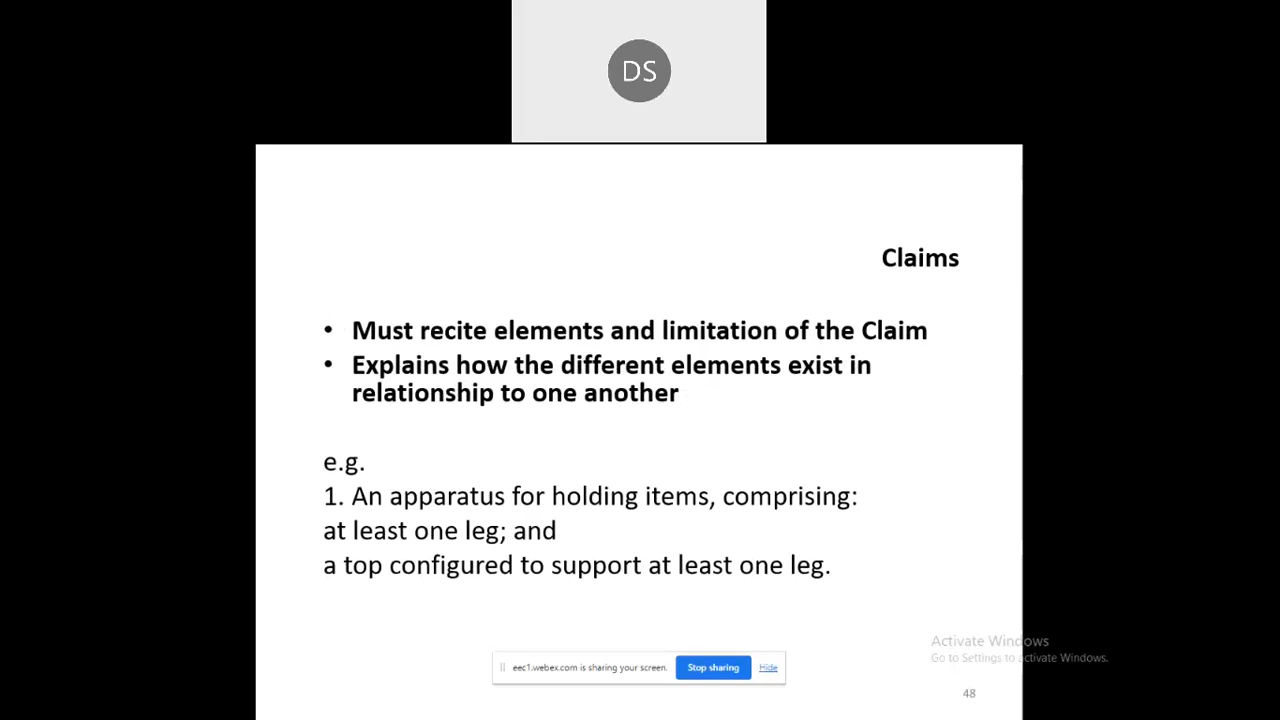 DS
Claims
• Must recite elements and limitation of the Claim
• Explains how the different elements exist in
relationship to one another
e.g.
1. An apparatus for holding items, comprising:
at least one leg; and
a top configured to support at least one leg.
Activate Windows
Go to Settings to activate Windows.
eec1.webex.com is sharing your screen. Stop sharing Hide
48